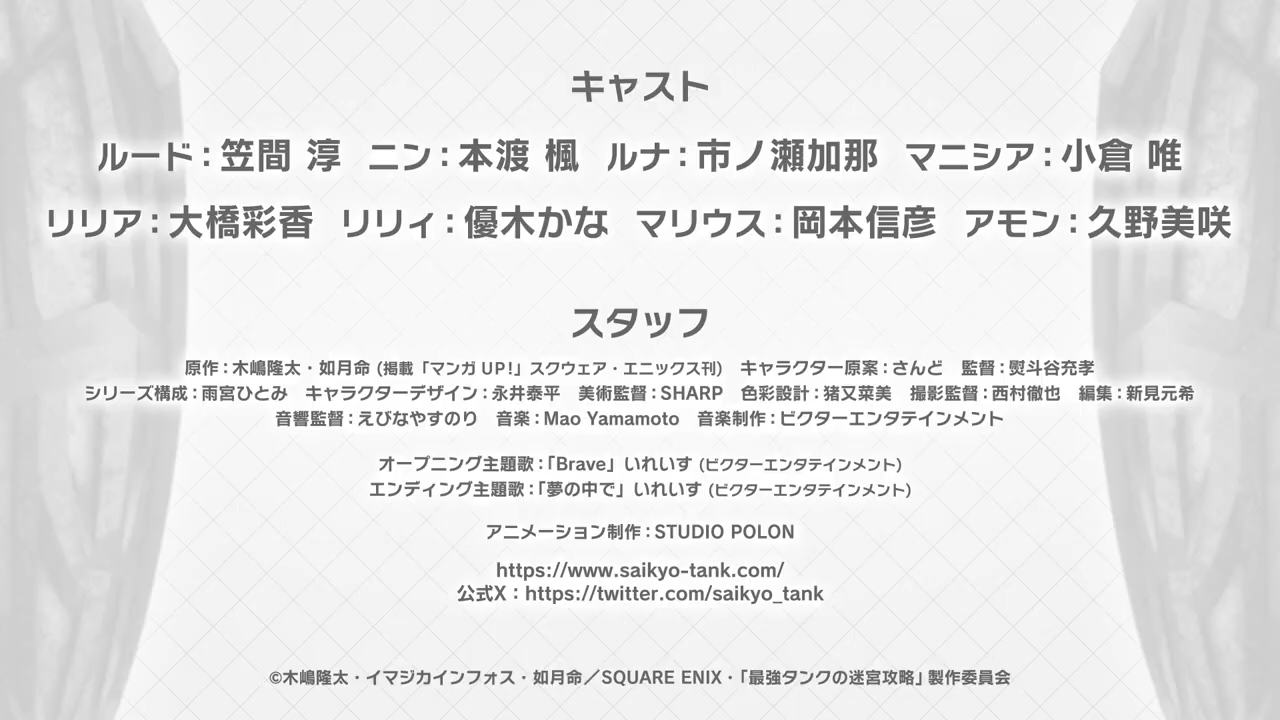 キャスト
ルード：笠間 淳　ニン：本渡 楓　ルナ：市ノ瀬加那　マニシア：小倉 唯
リリア：大橋彩香　リリィ：優木かな　マリウス：岡本信彦　アモン：久野美咲
スタッフ
原作：木嶋隆太・如月命（掲載「マンガ UP!」スクウェア・エニックス刊）　キャラクター原案：さんど　監督：熨斗谷充孝
シリーズ構成：雨宮ひとみ　キャラクターデザイン：永井泰平　美術監督：SHARP　色彩設計：猪又菜美　撮影監督：西村徹也　編集：新見元希
音響監督：えびなやすのり　音楽：Mao Yamamoto　音楽制作：ビクターエンタテインメント
オープニング主題歌：「Brave」いれいす（ビクターエンタテインメント）
エンディング主題歌：「夢の中で」いれいす（ビクターエンタテインメント）
アニメーション制作：STUDIO POLON
https://www.saikyo-tank.com/
公式X：https://twitter.com/saikyo_tank
©木嶋隆太・イマジカインフォス・如月命／SQUARE ENIX・「最強タンクの迷宮攻略」製作委員会